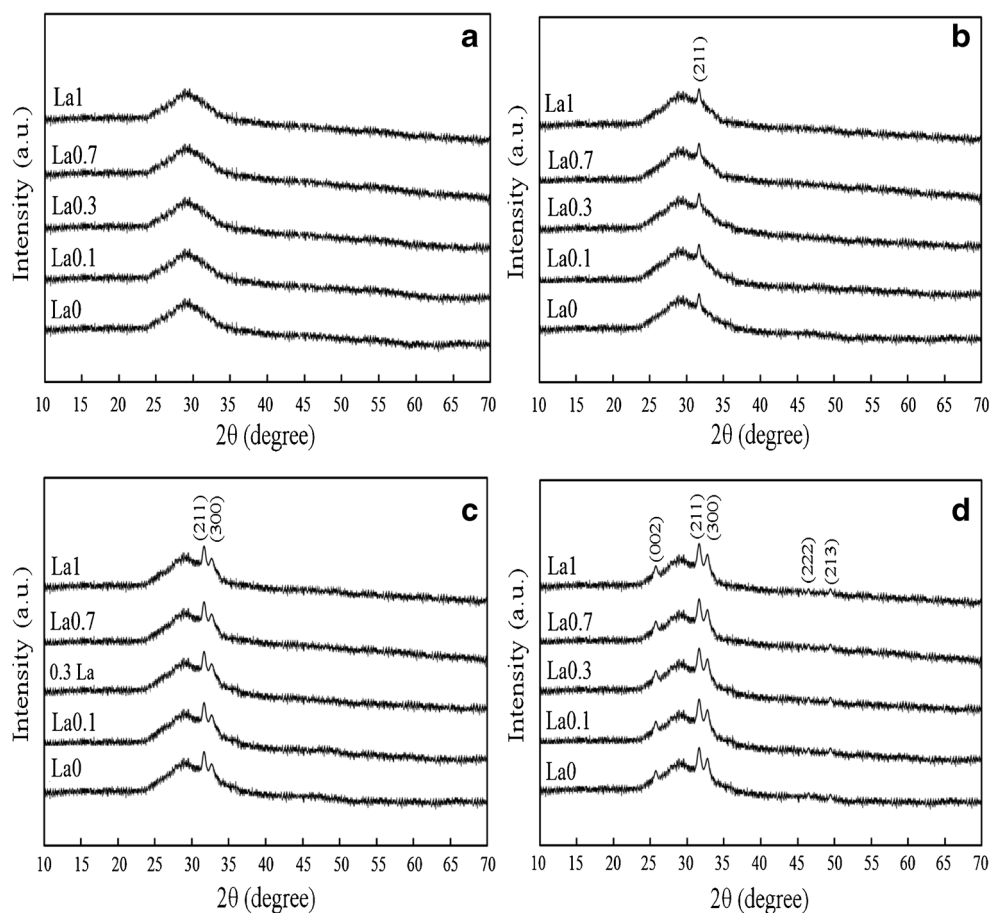 a
(211)
b
La1
La0.7
La0.3
La0.1
La0
Intensity (a.u.)
10 15 20 25 30 35 40 45 50 55 60 65 70
2θ (degree)
La1
La0.7
La0.3
La0.1
La0
Intensity (a.u.)
10 15 20 25 30 35 40 45 50 55 60 65 70
2θ (degree)
(211)
(300)
c
La1
La0.7
0.3 La
La0.1
La0
Intensity (a.u.)
10 15 20 25 30 35 40 45 50 55 60 65 70
2θ (degree)
(002)
(211)
(300)
(222)
(213)
d
La1
La0.7
La0.3
La0.1
La0
Intensity (a.u.)
10 15 20 25 30 35 40 45 50 55 60 65 70
2θ (degree)